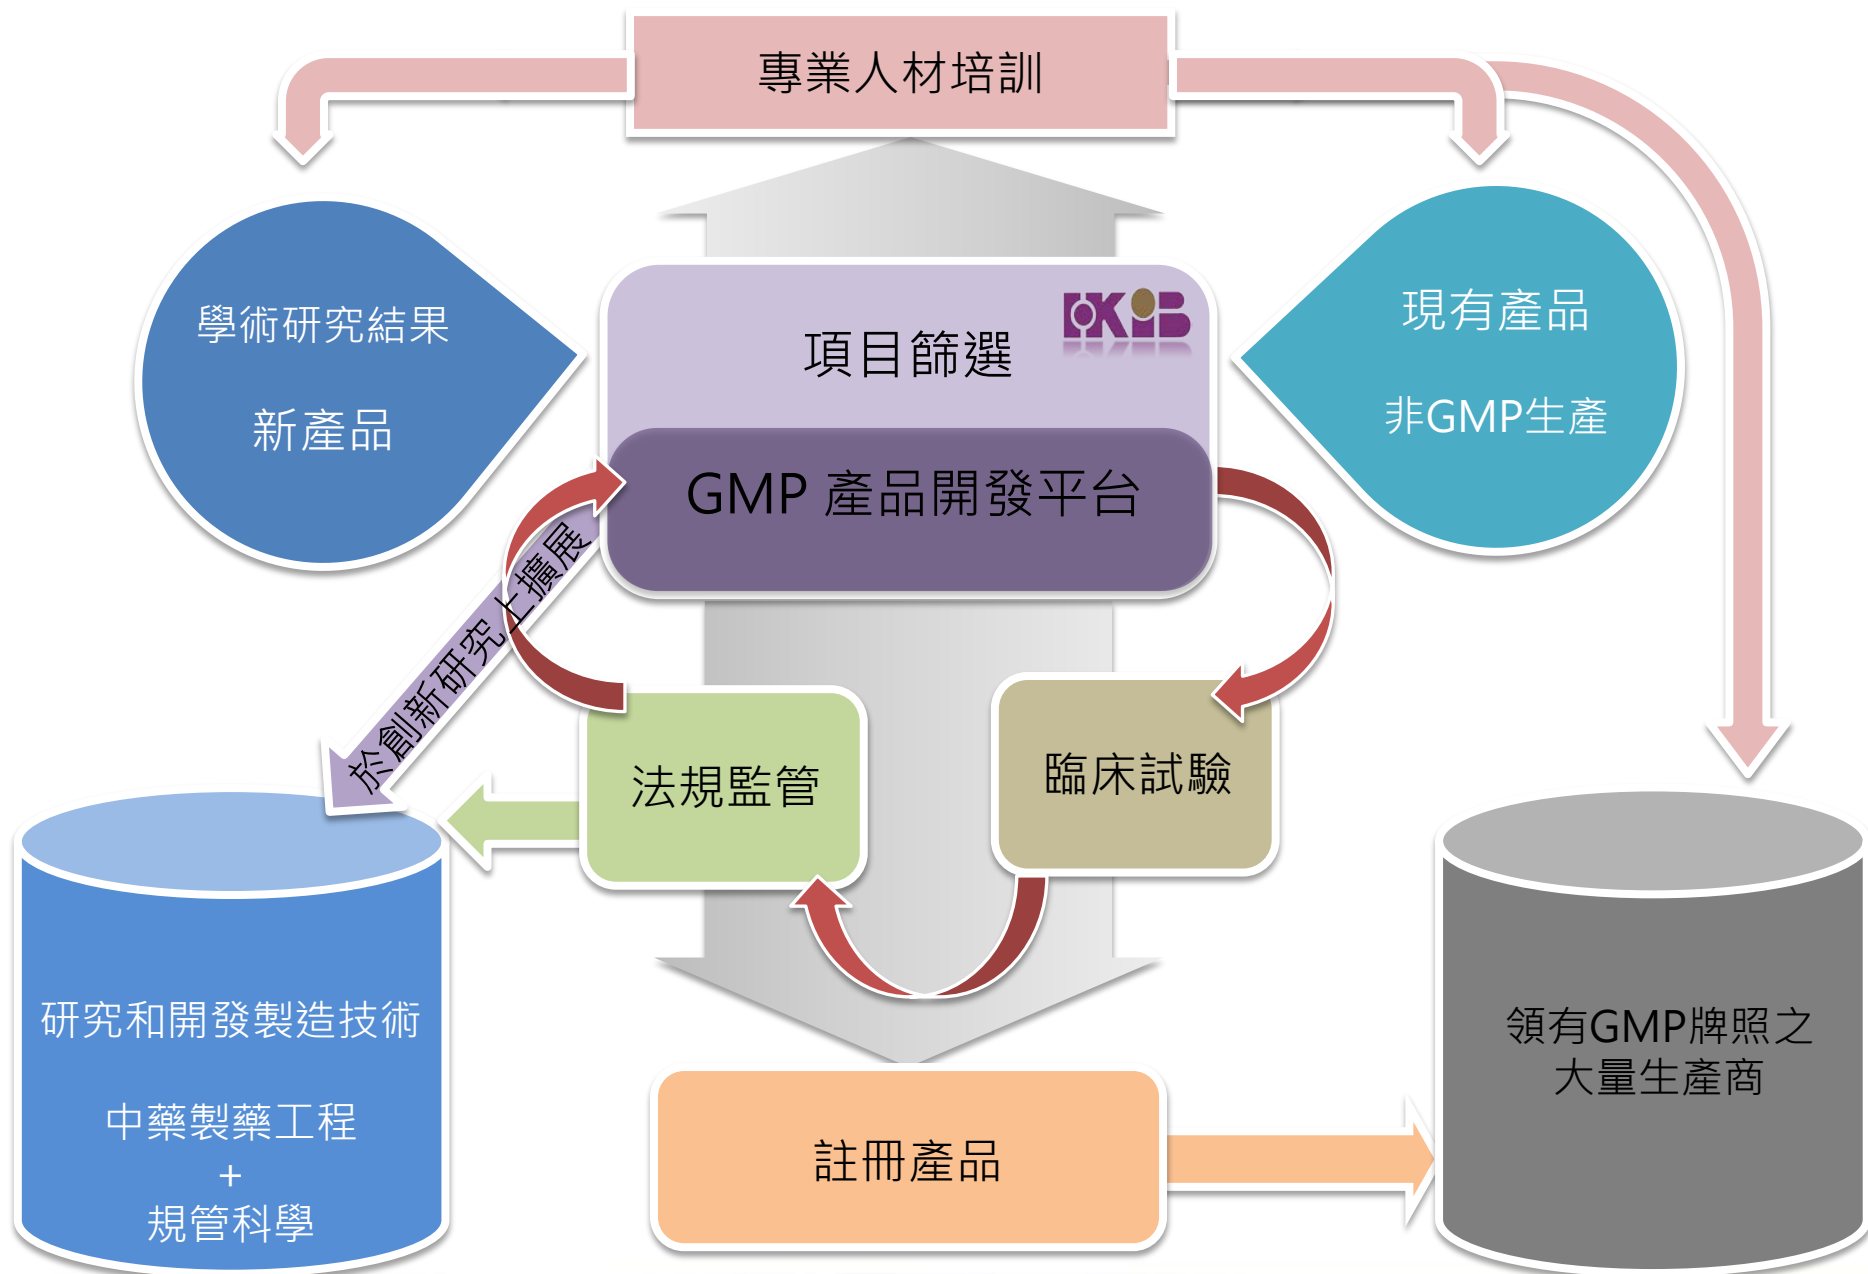 專業人材培訓
學術研究結果
新產品
HKIB
項目篩選
GMP 產品開發平台
現有產品
非GMP生產
於創新研究上擴展
法規監管
臨床試驗
研究和開發製造技術
中藥製藥工程
+
規管科學
註冊產品
領有GMP牌照之
大量生產商